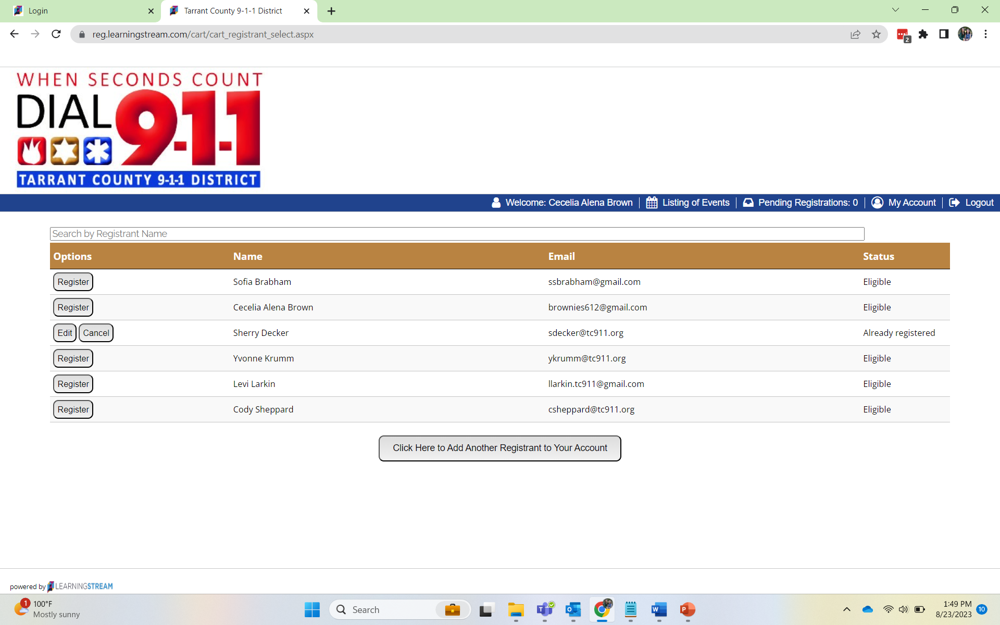 Login
Tarrant County 9-1-1 District
reg.learningstream.com/cart/cart_registrant_select.aspx
2
WHEN SECONDS COUNT
DIAL 9-1-1
TARRANT COUNTY 9-1-1 DISTRICT
Welcome: Cecelia Alena Brown Listing of Events Pending Registrations: 0 My Account Logout
Search by Registrant Name
Options Name Email Status
Register Sofia Brabham ssbrabham@gmail.com Eligible
Register Cecelia Alena Brown brownies612@gmail.com Eligible
Edit Cancel Sherry Decker sdecker@tc911.org Already registered
Register Yvonne Krumm ykrumm@tc911.org Eligible
Register Levi Larkin llarkin.tc911@gmail.com Eligible
Register Cody Sheppard csheppard@tc911.org Eligible
Click Here to Add Another Registrant to Your Account
powered by LEARNINGSTREAM
1
100°F
Mostly sunny
Search
T
O
W
P
1:49 PM
8/23/2023
10